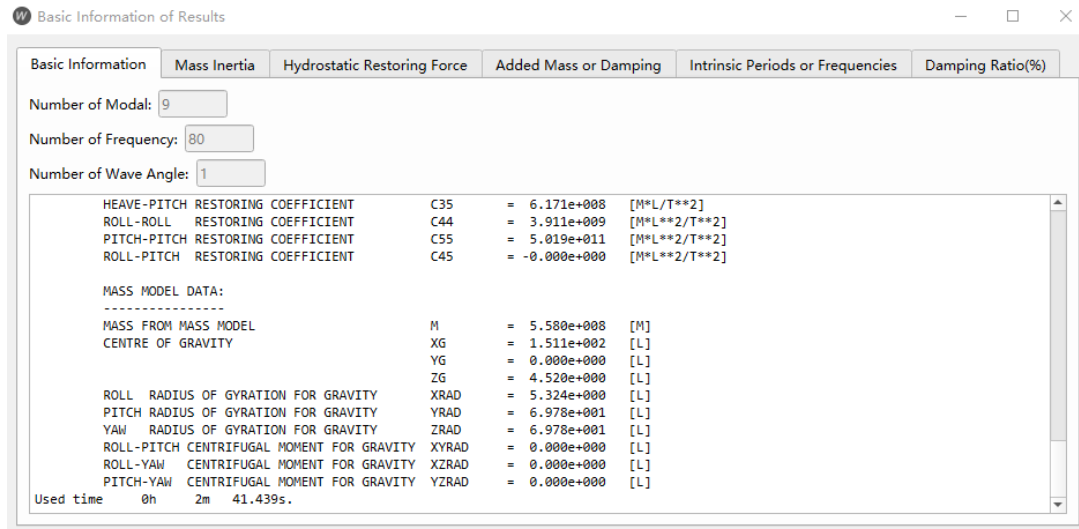 W Basic Information of Results
Basic Information Mass Inertia Hydrostatic Restoring Force Added Mass or Damping Intrinsic Periods or Frequencies Damping Ratio(%)
Number of Modal: 9
Number of Frequency: 80
Number of Wave Angle: 1
HEAVE-PITCH RESTORING COEFFICIENT C35 = 6.171e+008 [M*L/T**2]
ROLL-ROLL RESTORING COEFFICIENT C44 = 3.911e+009 [M*L**2/T**2]
PITCH-PITCH RESTORING COEFFICIENT C55 = 5.019e+011 [M*L**2/T**2]
ROLL-PITCH RESTORING COEFFICIENT C45 = -0.000e+000 [M*L**2/T**2]
MASS MODEL DATA:
----------------
MASS FROM MASS MODEL M = 5.580e+008 [M]
CENTRE OF GRAVITY XG = 1.511e+002 [L]
YG = 0.000e+000 [L]
ZG = 4.520e+000 [L]
ROLL RADIUS OF GYRATION FOR GRAVITY XRAD = 5.324e+001 [L]
PITCH RADIUS OF GYRATION FOR GRAVITY YRAD = 6.978e+001 [L]
YAW RADIUS OF GYRATION FOR GRAVITY ZRAD = 6.978e+001 [L]
ROLL-PITCH CENTRIFUGAL MOMENT FOR GRAVITY XYRAD = 0.000e+000 [L]
ROLL-YAW CENTRIFUGAL MOMENT FOR GRAVITY XZRAD = 0.000e+000 [L]
PITCH-YAW CENTRIFUGAL MOMENT FOR GRAVITY YZRAD = 0.000e+000 [L]
Used time 0h 2m 41.439s.